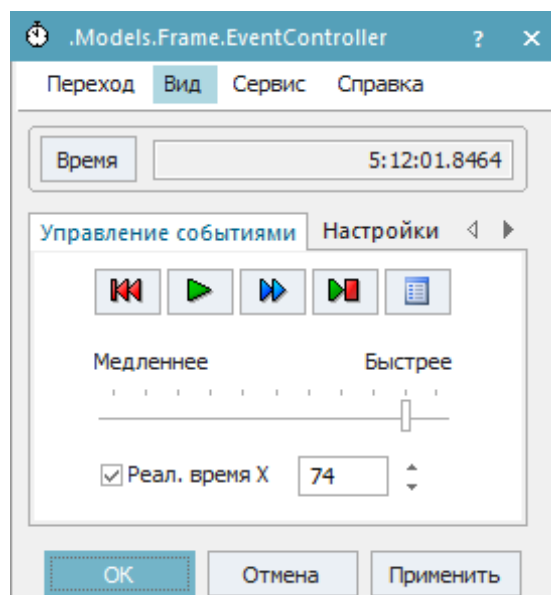 .Models.Frame.EventController ? ×
Переход Вид Сервис Справка
Время 5:12:01.8464
Управление событиями Настройки
Медленнее Быстрее
Реал. время X 74
OK Отмена Применить